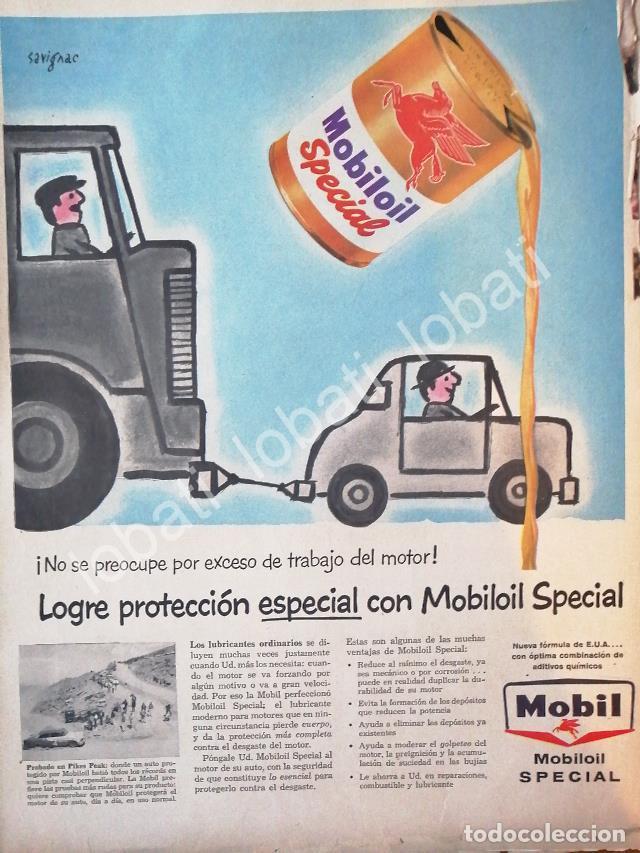 savignac
Mobiloil
Special
lobati lobati lobati lobati
¡No se preocupe por exceso de trabajo del motor!
Logre protección especial con Mobiloil Special
Probado en Pikes Peak: donde un auto pro-
tegido por Mobiloil batió todos los récords en
una pista casi perpendicular. La Mobil pre-
fiere las pruebas más rudas para su producto:
quiere comprobar que Mobiloil protegerá el
motor de su auto, día a día, en uso normal.
Los lubricantes ordinarios se di-
luyen muchas veces justamente
cuando Ud. más los necesita: cuan-
do el motor se va forzando por
algún motivo o va a gran veloci-
dad. Por eso la Mobil perfeccionó
Mobiloil Special; el lubricante
moderno para motores que en nin-
guna circunstancia pierde cuerpo,
y da la protección más completa
contra el desgaste del motor.
Póngale Ud. Mobiloil Special al
motor de su auto, con la seguridad
de que constituye lo esencial para
protegerlo contra el desgaste.
Estas son algunas de las muchas
ventajas de Mobiloil Special:
• Reduce al mínimo el desgaste, ya
sea mecánico o por corrosión . . .
puede en realidad duplicar la du-
rabilidad de su motor
• Evita la formación de los depósitos
que reducen la potencia
• Ayuda a eliminar los depósitos ya
existentes
• Ayuda a moderar el golpeteo del
motor, la preignición y la acumu-
lación de suciedad en las bujías
• Le ahorra a Ud. en reparaciones,
combustible y lubricante
Nueva fórmula de E.U.A. . . .
con óptima combinación de
aditivos químicos
Mobil
Mobiloil
SPECIAL
todocoleccion.net